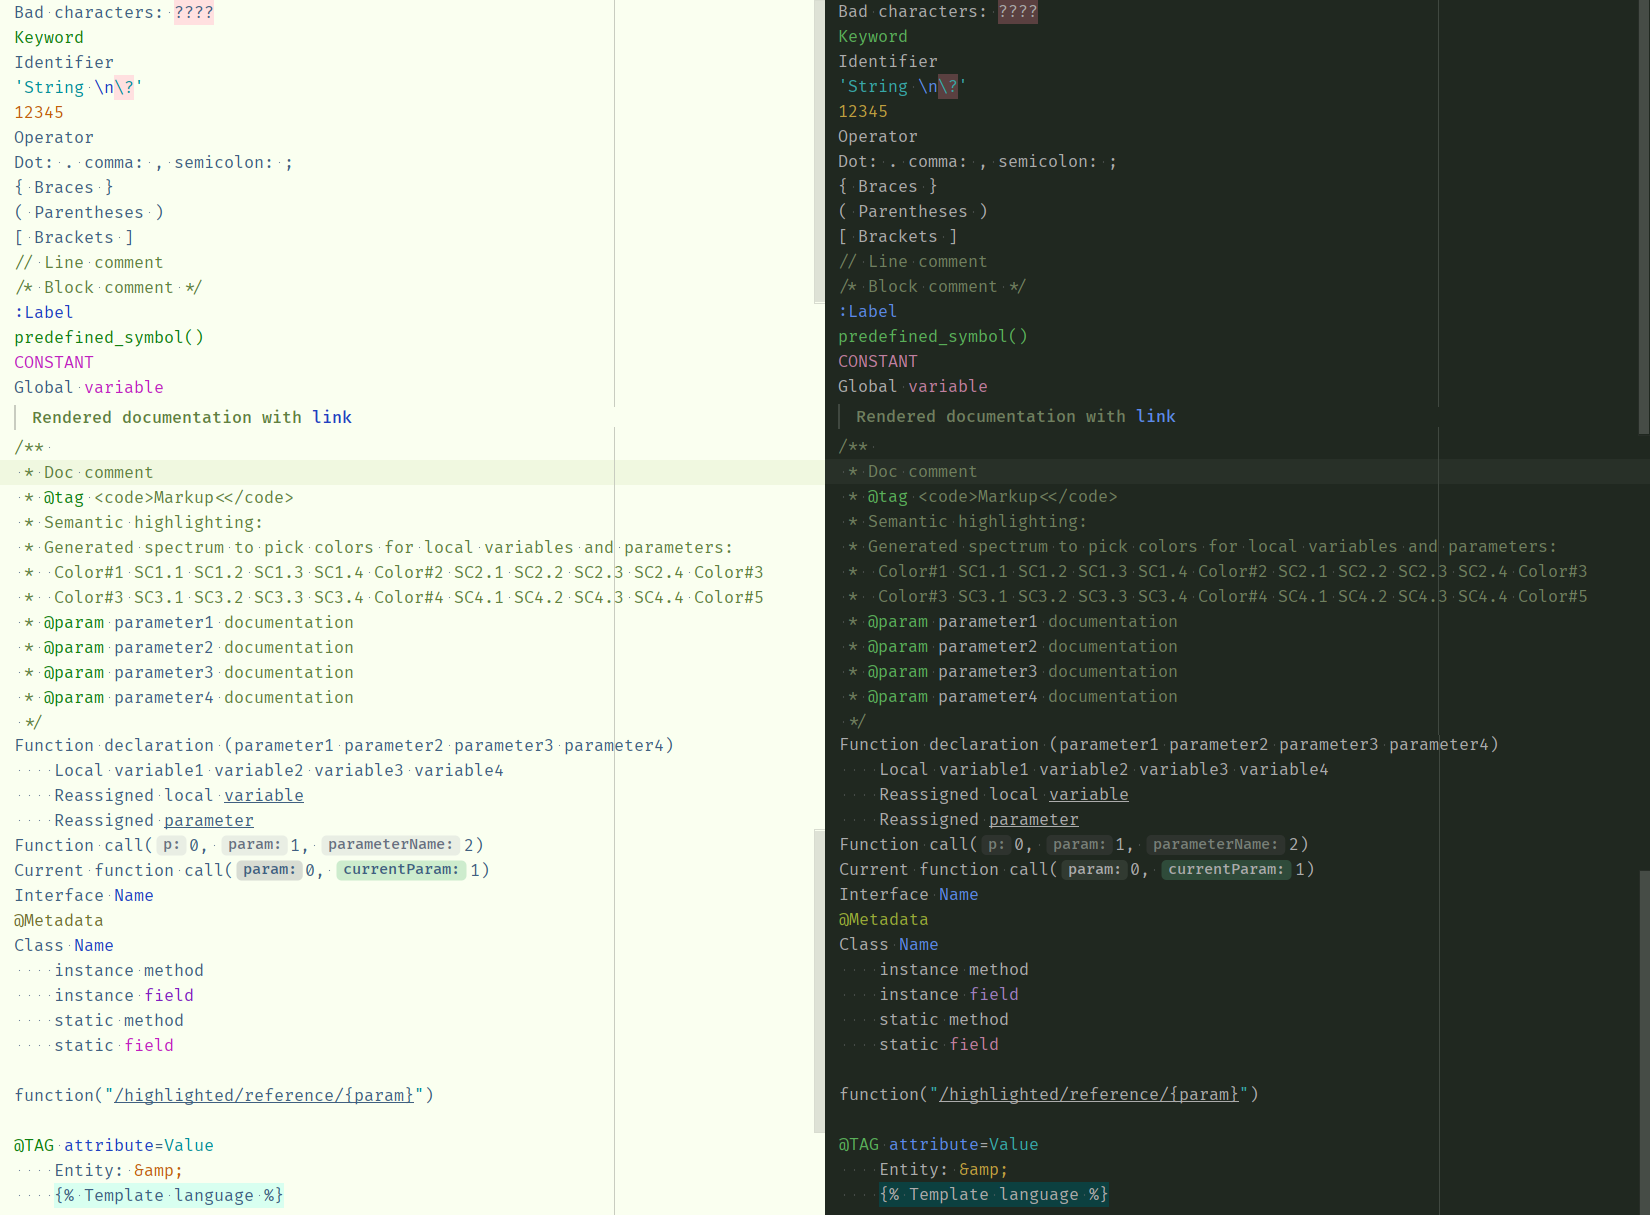 Bad characters: ????
Keyword
Identifier
'String \n\?'
12345
Operator
Dot: . comma: , semicolon: ;
{ Braces }
( Parentheses )
[ Brackets ]
// Line comment
/* Block comment */
:Label
predefined_symbol()
CONSTANT
Global variable
Rendered documentation with link
/**
 * Doc comment
 * @tag <code>Markup<</code>
 * Semantic highlighting:
 * Generated spectrum to pick colors for local variables and parameters:
 *  Color#1 SC1.1 SC1.2 SC1.3 SC1.4 Color#2 SC2.1 SC2.2 SC2.3 SC2.4 Color#3
 *  Color#3 SC3.1 SC3.2 SC3.3 SC3.4 Color#4 SC4.1 SC4.2 SC4.3 SC4.4 Color#5
 * @param parameter1 documentation
 * @param parameter2 documentation
 * @param parameter3 documentation
 * @param parameter4 documentation
 */
Function declaration (parameter1 parameter2 parameter3 parameter4)
    Local variable1 variable2 variable3 variable4
    Reassigned local variable
    Reassigned parameter
Function call( p: 0, param: 1, parameterName: 2)
Current function call( param: 0, currentParam: 1)
Interface Name
@Metadata
Class Name
    instance method
    instance field
    static method
    static field
function("/highlighted/reference/{param}")
@TAG attribute=Value
    Entity: &amp;
    {% Template language %}
Bad characters: ????
Keyword
Identifier
'String \n\?'
12345
Operator
Dot: . comma: , semicolon: ;
{ Braces }
( Parentheses )
[ Brackets ]
// Line comment
/* Block comment */
:Label
predefined_symbol()
CONSTANT
Global variable
Rendered documentation with link
/**
 * Doc comment
 * @tag <code>Markup<</code>
 * Semantic highlighting:
 * Generated spectrum to pick colors for local variables and parameters:
 *  Color#1 SC1.1 SC1.2 SC1.3 SC1.4 Color#2 SC2.1 SC2.2 SC2.3 SC2.4 Color#3
 *  Color#3 SC3.1 SC3.2 SC3.3 SC3.4 Color#4 SC4.1 SC4.2 SC4.3 SC4.4 Color#5
 * @param parameter1 documentation
 * @param parameter2 documentation
 * @param parameter3 documentation
 * @param parameter4 documentation
 */
Function declaration (parameter1 parameter2 parameter3 parameter4)
    Local variable1 variable2 variable3 variable4
    Reassigned local variable
    Reassigned parameter
Function call( p: 0, param: 1, parameterName: 2)
Current function call( param: 0, currentParam: 1)
Interface Name
@Metadata
Class Name
    instance method
    instance field
    static method
    static field
function("/highlighted/reference/{param}")
@TAG attribute=Value
    Entity: &amp;
    {% Template language %}